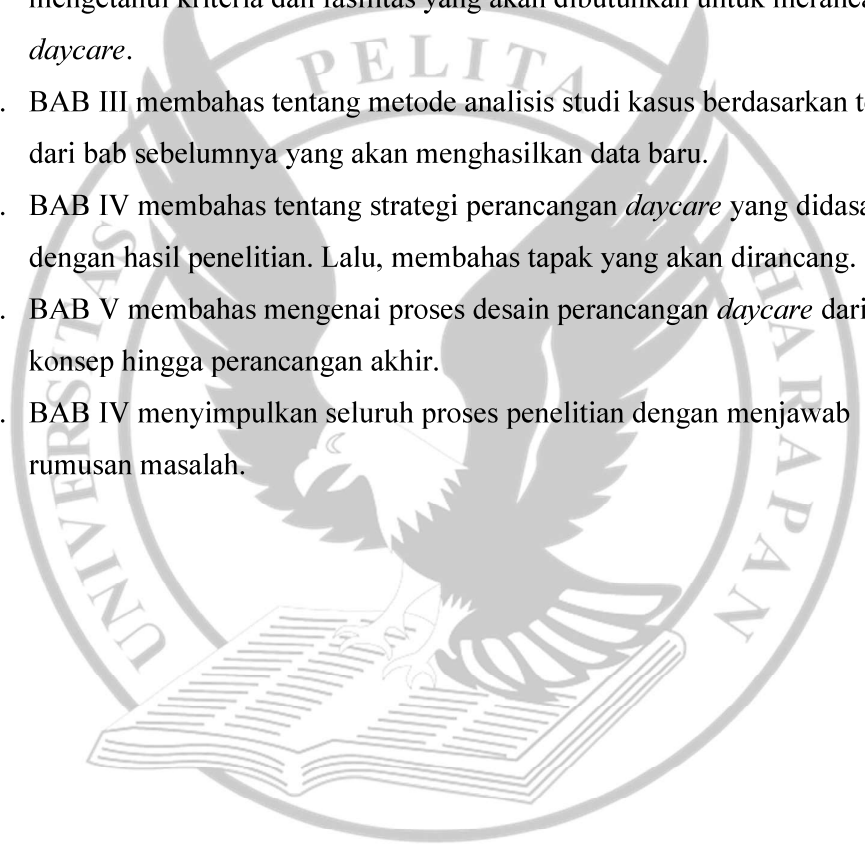 mengetahui kriteria dan fasilitas yang akan dibutuhkan untuk
daycare.
. BAB III membahas tentang metode analisis studi kasus berdasarkan
dari bab sebelumnya yang akan menghasilkan data baru.
. BAB IV membahas tentang strategi perancangan daycare yang
dengan hasil penelitian. Lalu, membahas tapak yang akan dirancang.
. BAB V membahas mengenai proses desain perancangan daycare dari
konsep hingga perancangan akhir.
. BAB IV menyimpulkan seluruh proses penelitian dengan menjawab
rumusan masalah.
UNIVERSITAS PELITA HARAPAN